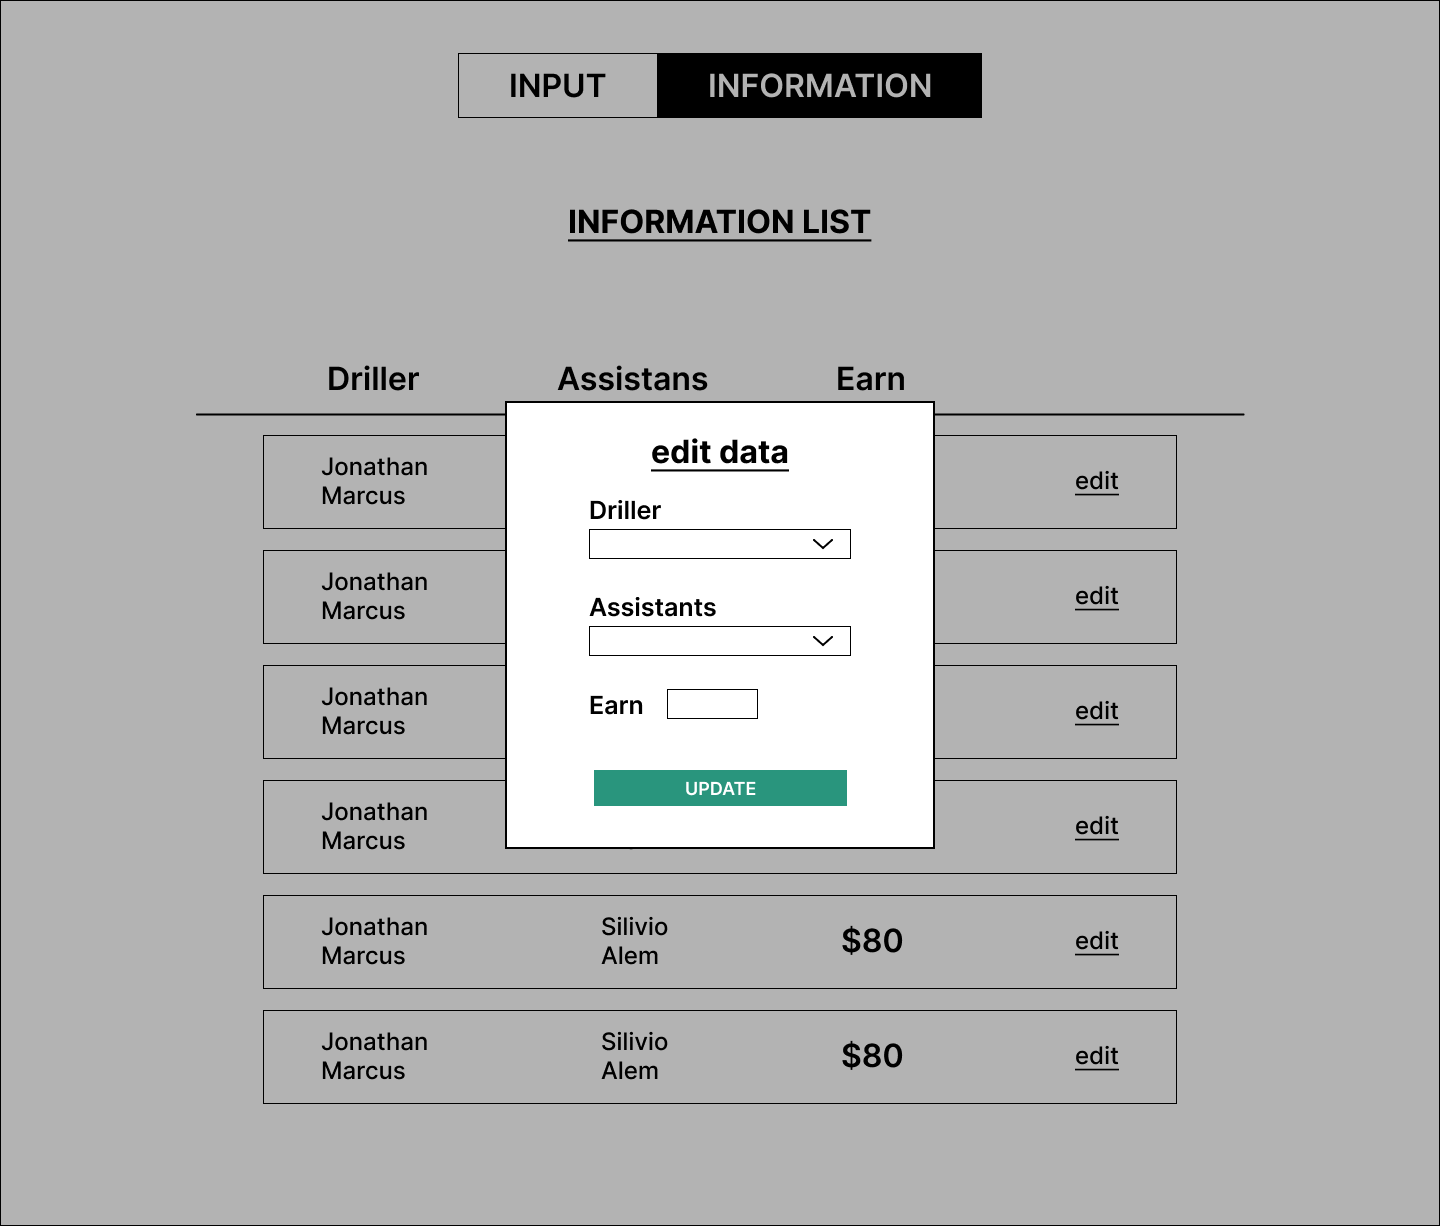 INPUT
INFORMATION
INFORMATION LIST
Driller
Assistans
Earn
edit data
Driller
Assistants
Earn
UPDATE
Jonathan
Marcus
edit
Jonathan
Marcus
edit
Jonathan
Marcus
edit
Jonathan
Marcus
edit
Jonathan
Marcus
Silivio
Alem
$80
edit
Jonathan
Marcus
Silivio
Alem
$80
edit